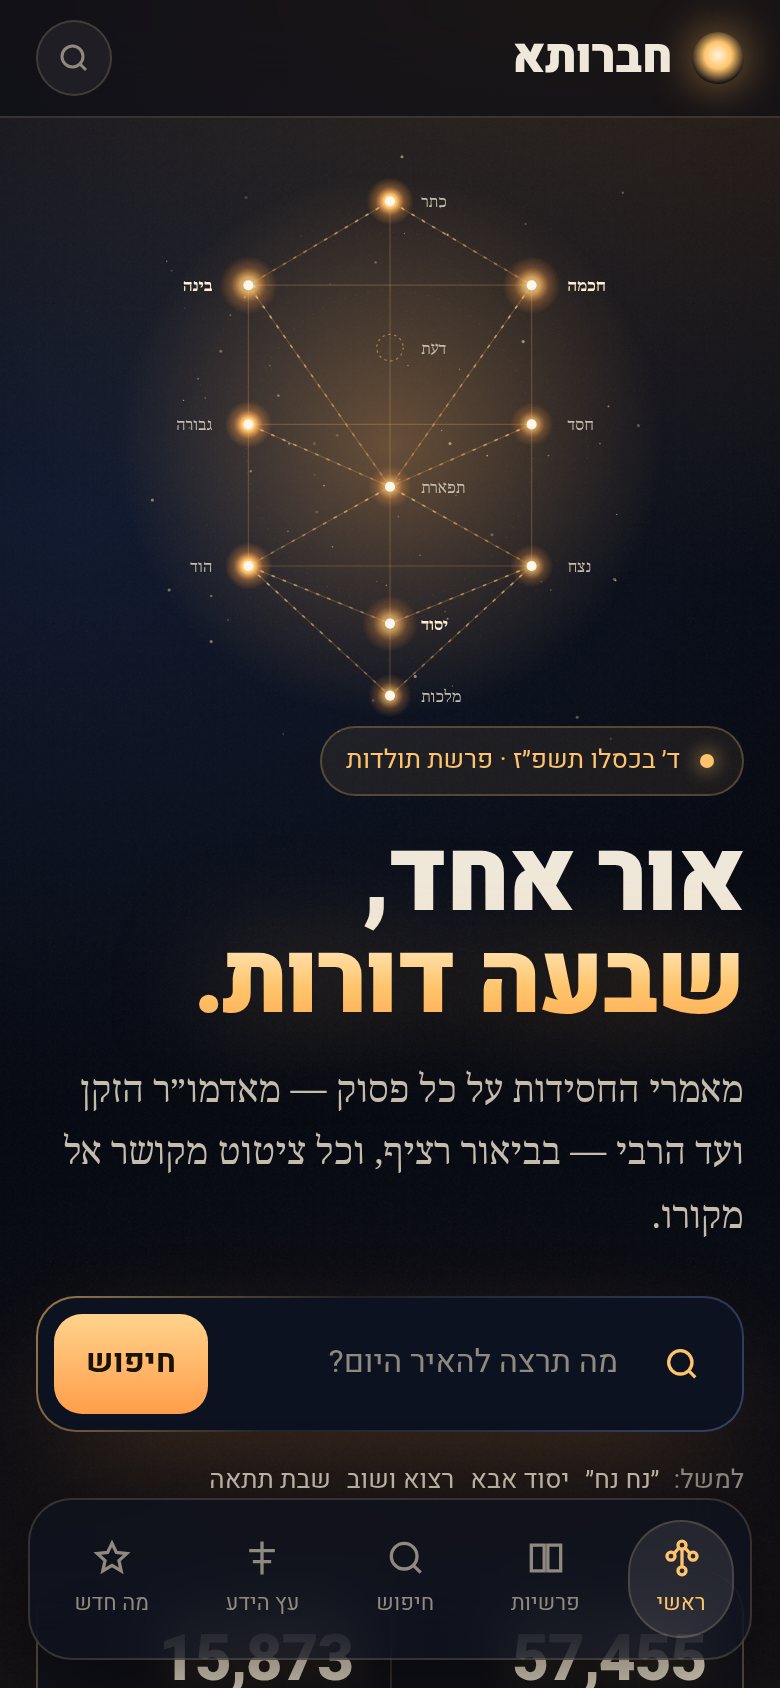 חברותא
כתר
חכמה
בינה
דעת
חסד
גבורה
תפארת
נצח
הוד
יסוד
מלכות
ד׳ בכסלו תשפ״ז · פרשת תולדות
אור אחד,
שבעה דורות.
מאמרי החסידות על כל פסוק — מאדמו״ר הזקן
ועד הרבי — בביאור רציף, וכל ציטוט מקושר אל
מקורו.
מה תרצה להאיר היום?
חיפוש
למשל: ״נח נח״ יסוד אבא רצוא ושוב שבת תתאה
ראשי
פרשיות
חיפוש
עץ הידע
מה חדש
57,455
15,873